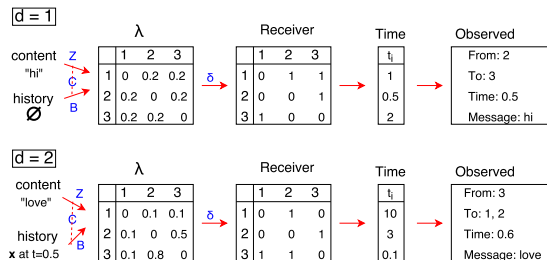 d = 1
λ Receiver Time Observed
content Z 1 2 3 1 2 3 tᵢ From: 2
"hi" 1 0 0.2 0.2 1 0 1 1 1 To: 3
C δ
history 2 0.2 0 0.2 2 0 0 1 0.5 Time: 0.5
Ø B 3 0.2 0.2 0 3 1 0 0 2 Message: hi
d = 2
λ Receiver Time Observed
content Z 1 2 3 1 2 3 tᵢ From: 3
"love" 1 0 0.1 0.1 1 0 1 0 10 To: 1, 2
C δ
history 2 0.1 0 0.5 2 0 0 1 3 Time: 0.6
x at t=0.5 B 3 0.1 0.8 0 3 1 1 0 0.1 Message: love